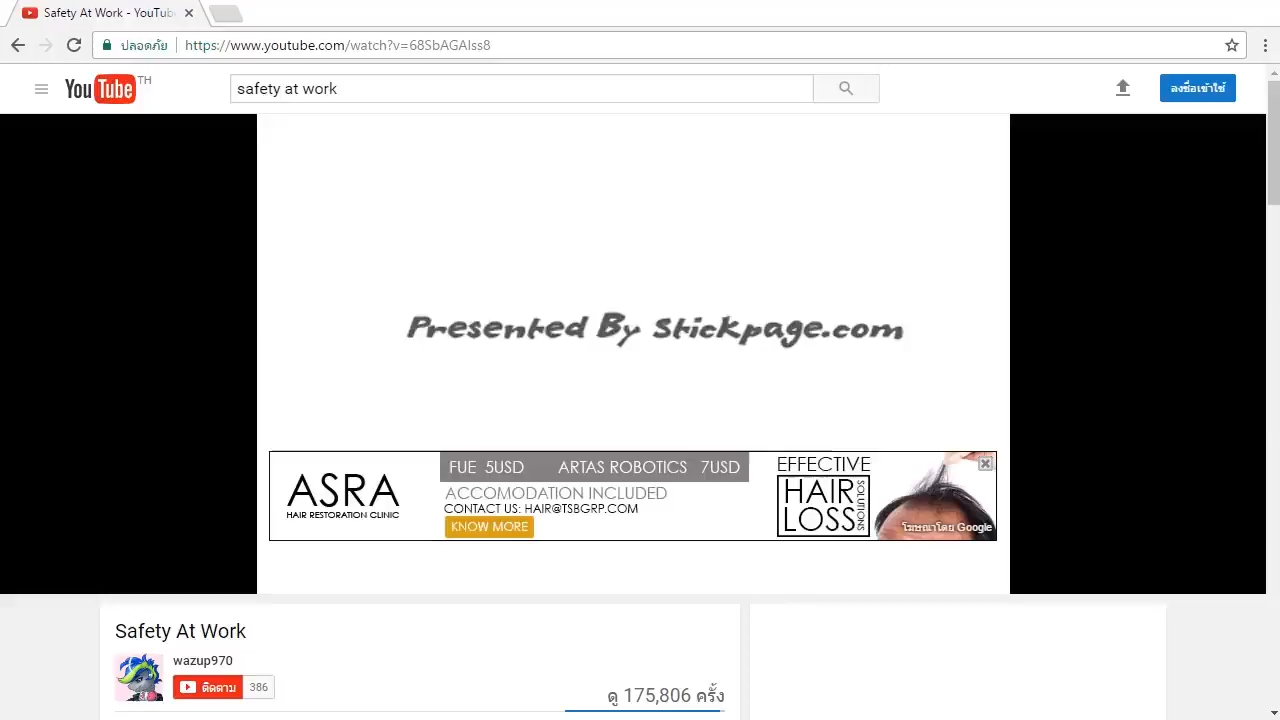 Safety At Work - YouTub
ปลอดภัย
https://www.youtube.com/watch?v=68SbAGAIss8
YouTube TH
safety at work
ลงชื่อเข้าใช้
Presented By Stickpage.com
ASRA
HAIR RESTORATION CLINIC
FUE 5USD ARTAS ROBOTICS 7USD
ACCOMODATION INCLUDED
CONTACT US: HAIR@TSBGRP.COM
KNOW MORE
EFFECTIVE
HAIR
LOSS
SOLUTIONS
โฆษณาโดย Google
Safety At Work
wazup970
ติดตาม 386
ดู 175,806 ครั้ง